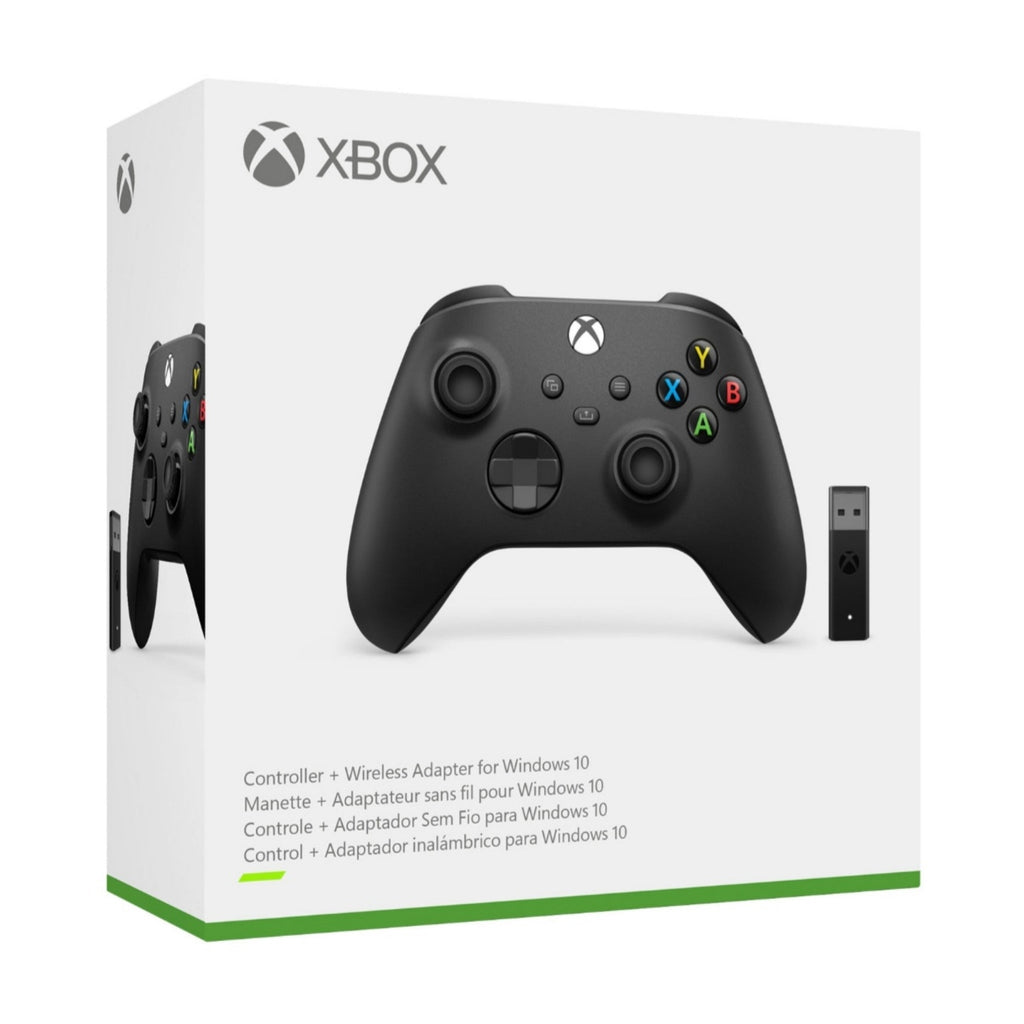 XBOX
Y
X
B
A
Y
X
B
A
Controller + Wireless Adapter for Windows 10
Manette + Adaptateur sans fil pour Windows 10
Controle + Adaptador Sem Fio para Windows 10
Control + Adaptador inalámbrico para Windows 10